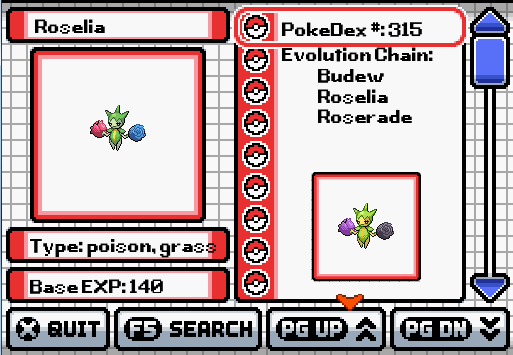 Roselia
PokeDex #: 315
Evolution Chain:
Budew
Roselia
Roserade
Type: poison, grass
Base EXP: 140
X QUIT
F5 SEARCH
PG UP
PG DN